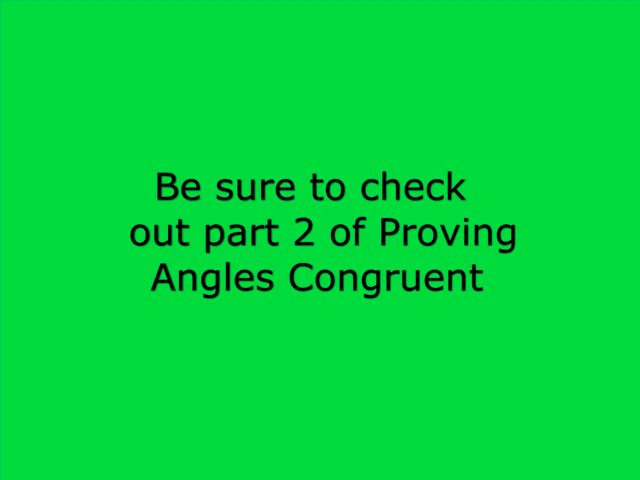 Be sure to check
out part 2 of Proving
Angles Congruent